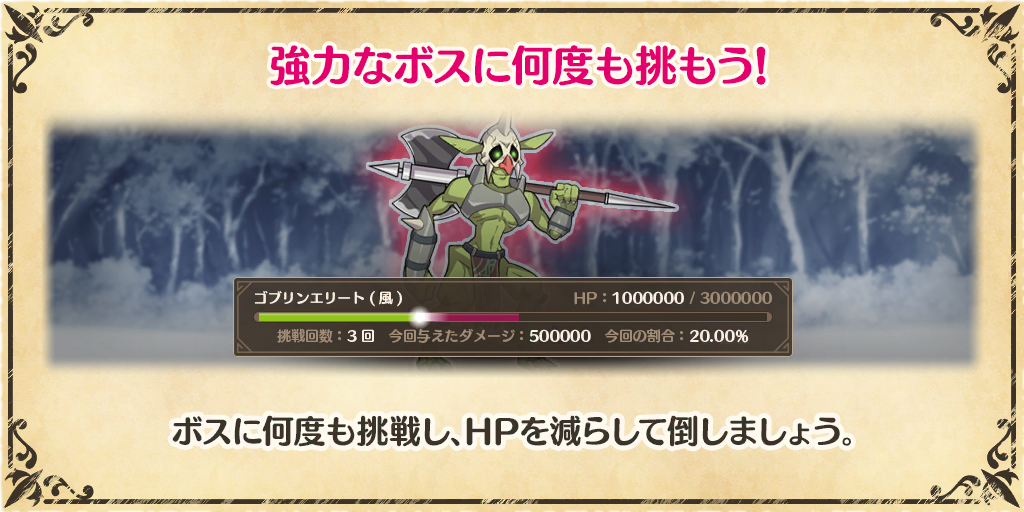 強力なボスに何度も挑もう!
ゴブリンエリート ( 風 ) HP:1000000 / 3000000
挑戦回数:3 回 今回与えたダメージ:500000 今回の割合:20.00%
ボスに何度も挑戦し、HPを減らして倒しましょう。